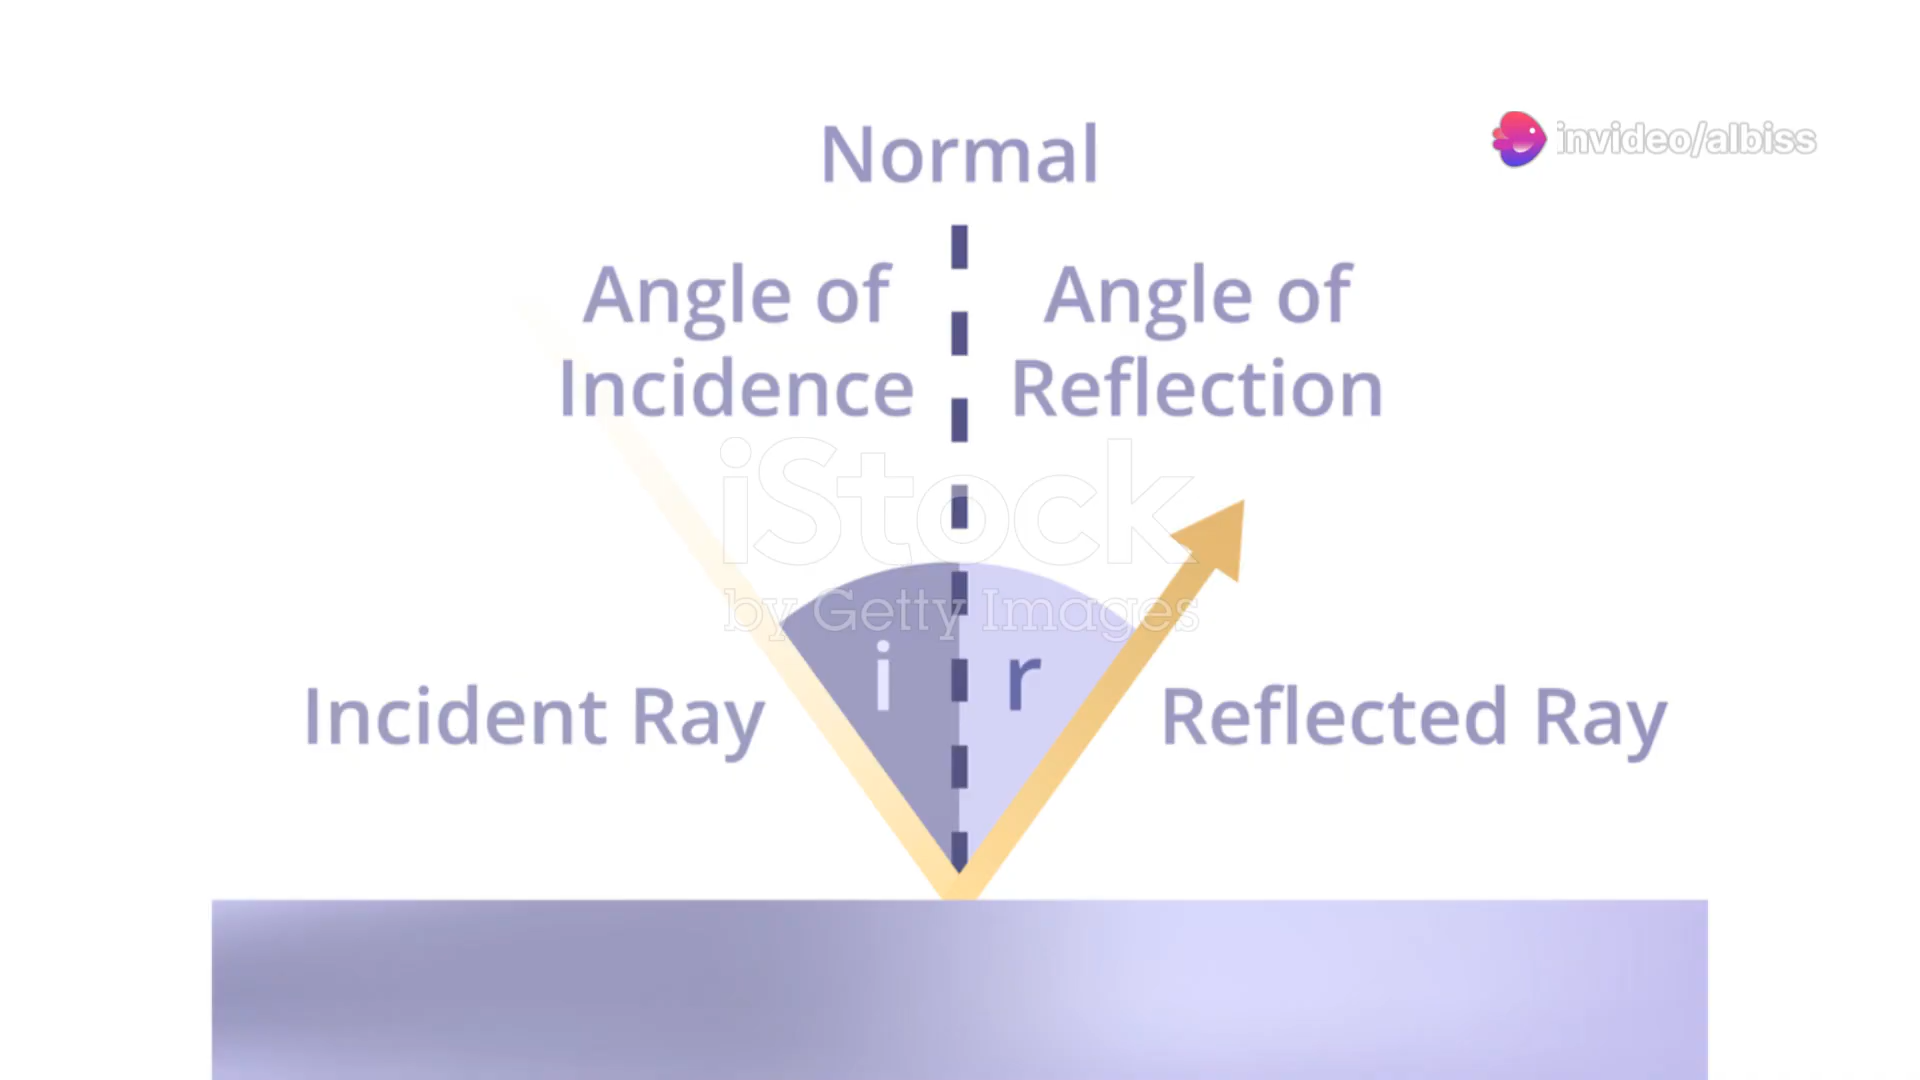 invideo/albiss
Normal
Angle of
Incidence
Angle of
Reflection
iStock
by Getty Images
i
r
Incident Ray
Reflected Ray